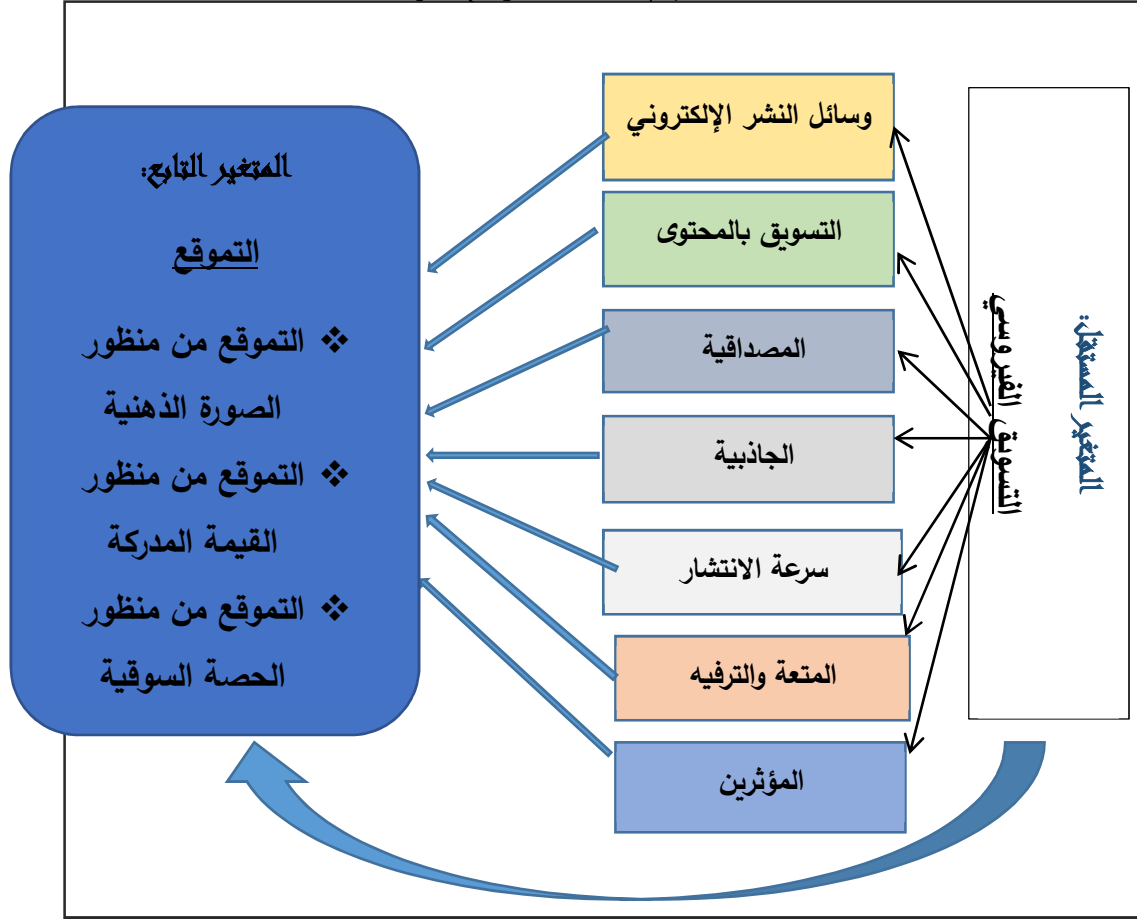 المتغير المستقل:
التسويق الفيروسي
وسائل النشر الإلكتروني
التسويق بالمحتوى
المصداقية
الجاذبية
سرعة الانتشار
المتعة والترفيه
المؤثرين
المتغير التابع:
التموقع
❖ التموقع من منظور
الصورة الذهنية
❖ التموقع من منظور
القيمة المدركة
❖ التموقع من منظور
الحصة السوقية